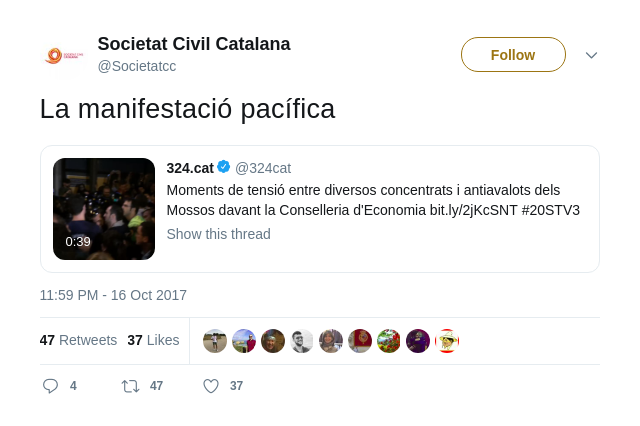 Societat Civil Catalana
@Societatcc
Follow
La manifestació pacífica
324.cat @324cat
Moments de tensió entre diversos concentrats i antiavalots dels
Mossos davant la Conselleria d'Economia bit.ly/2jKcSNT #20STV3
Show this thread
0:39
11:59 PM - 16 Oct 2017
47 Retweets 37 Likes
4 47 37